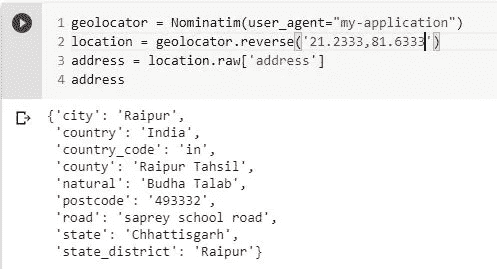 1 geolocator = Nominatim(user_agent="my-application")
2 location = geolocator.reverse('21.2333,81.6333')
3 address = location.raw['address']
4 address
{'city': 'Raipur',
'country': 'India',
'country_code': 'in',
'county': 'Raipur Tahsil',
'natural': 'Budha Talab',
'postcode': '493332',
'road': 'saprey school road',
'state': 'Chhattisgarh',
'state_district': 'Raipur'}